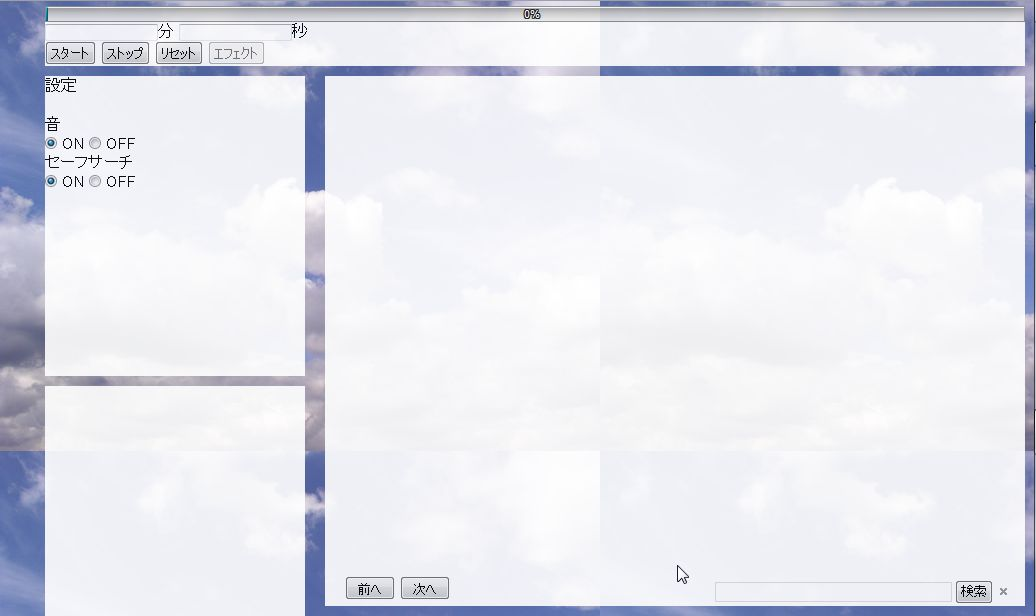 0%
分 秒
スタート ストップ リセット エフェクト
設定
音
ON OFF
セーフサーチ
ON OFF
前へ 次へ 検索 ×